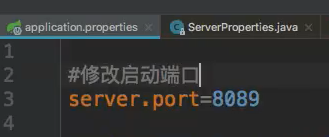 application.properties
ServerProperties.java
1
2 #修改启动端口
3 server.port=8089
4